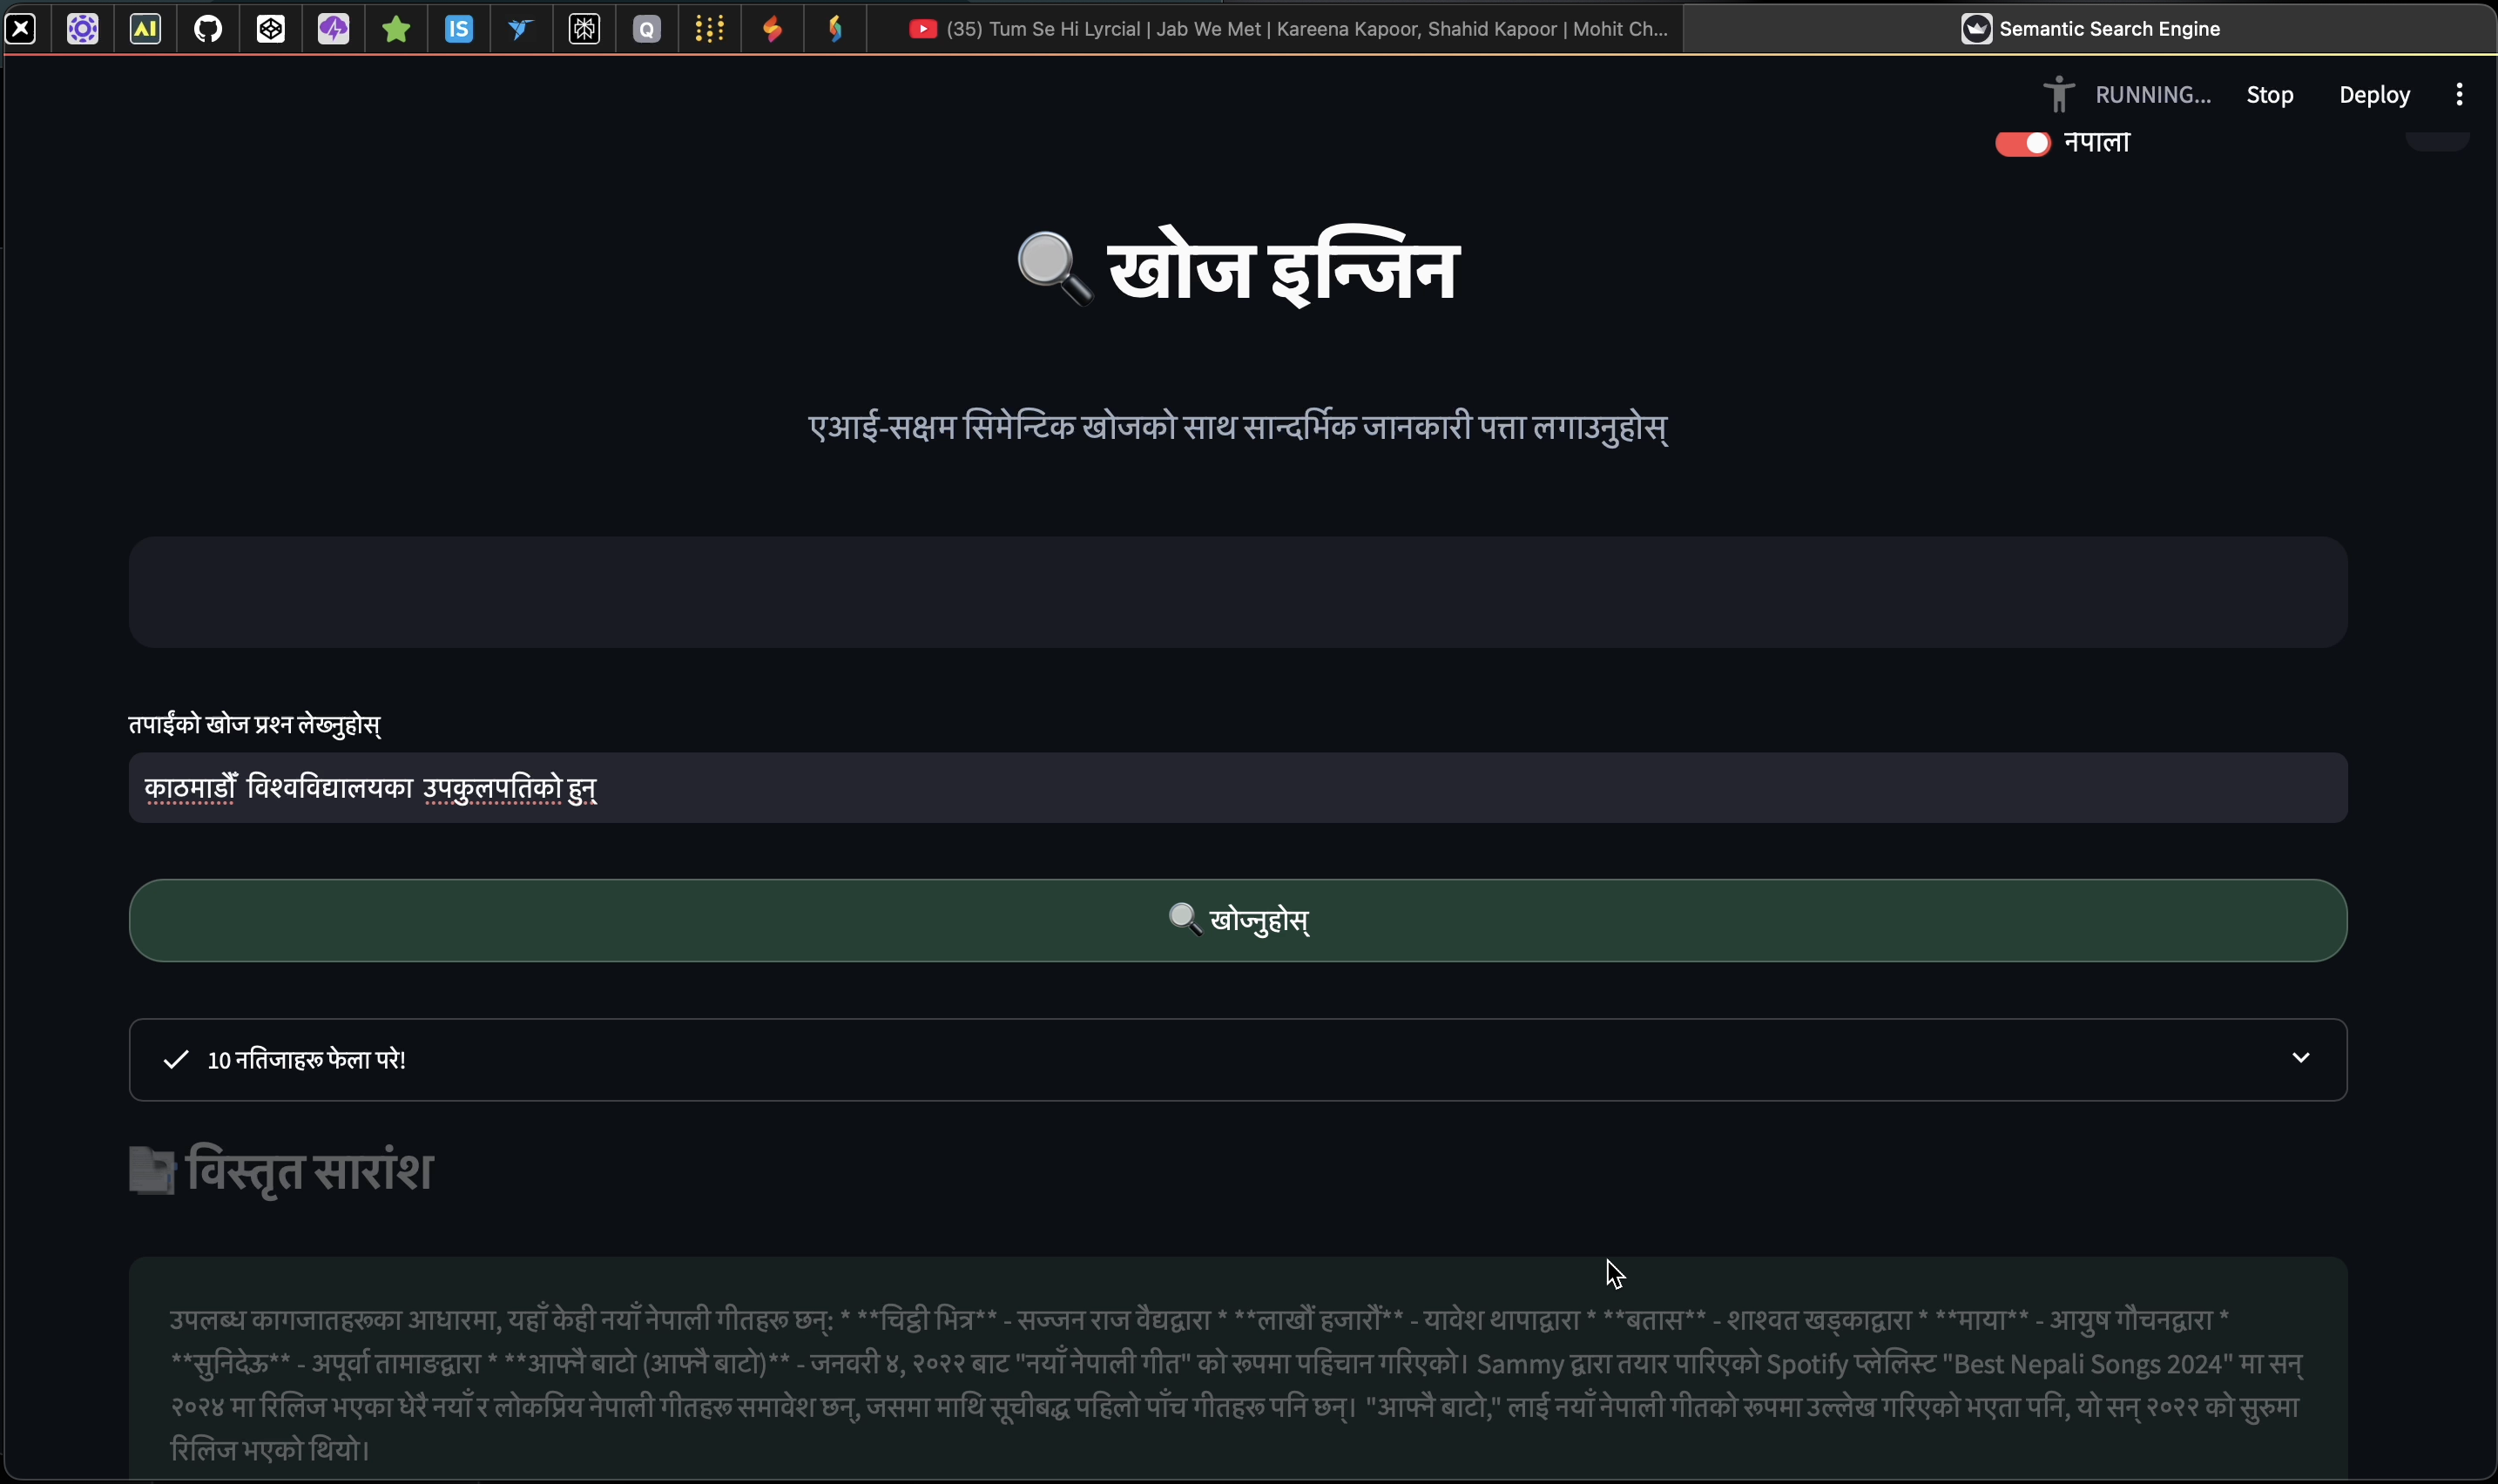 AI
IS
Q
(35) Tum Se Hi Lyrcial | Jab We Met | Kareena Kapoor, Shahid Kapoor | Mohit Ch...
Semantic Search Engine
RUNNING...
Stop
Deploy
🔍 खोज इन्जिन
एआई-सक्षम सिमेन्टिक खोजको साथ सान्दर्भिक जानकारी पत्ता लगाउनुहोस्
तपाईंको खोज प्रश्न लेख्नुहोस्
काठमाडौँ विश्वविद्यालयका उपकुलपतिको हुन्
🔍 खोज्नुहोस्
10 नतिजाहरू फेला परे!
विस्तृत सारांश
उपलब्ध कागजातहरूका आधारमा, यहाँ केही नयाँ नेपाली गीतहरू छन्: * **चिट्ठी भित्र** - सज्जन राज वैद्यद्वारा * **लाखौं हजारौं** - यावेश थापाद्वारा * **बतास** - शाश्वत खड्काद्वारा * **माया** - आयुष गौचनद्वारा *
**सुनिदेऊ** - अपूर्वा तामाङद्वारा * **आफ्नै बाटो (आफ्नै बाटो)** - जनवरी ४, २०२२ बाट "नयाँ नेपाली गीत" को रूपमा पहिचान गरिएको। Sammy द्वारा तयार पारिएको Spotify प्लेलिस्ट "Best Nepali Songs 2024" मा सन्
२०२४ मा रिलिज भएका धेरै नयाँ र लोकप्रिय नेपाली गीतहरू समावेश छन्, जसमा माथि सूचीबद्ध पहिलो पाँच गीतहरू पनि छन्। "आफ्नै बाटो," लाई नयाँ नेपाली गीतको रूपमा उल्लेख गरिएको भएता पनि, यो सन् २०२२ को सुरुमा
रिलिज भएको थियो।